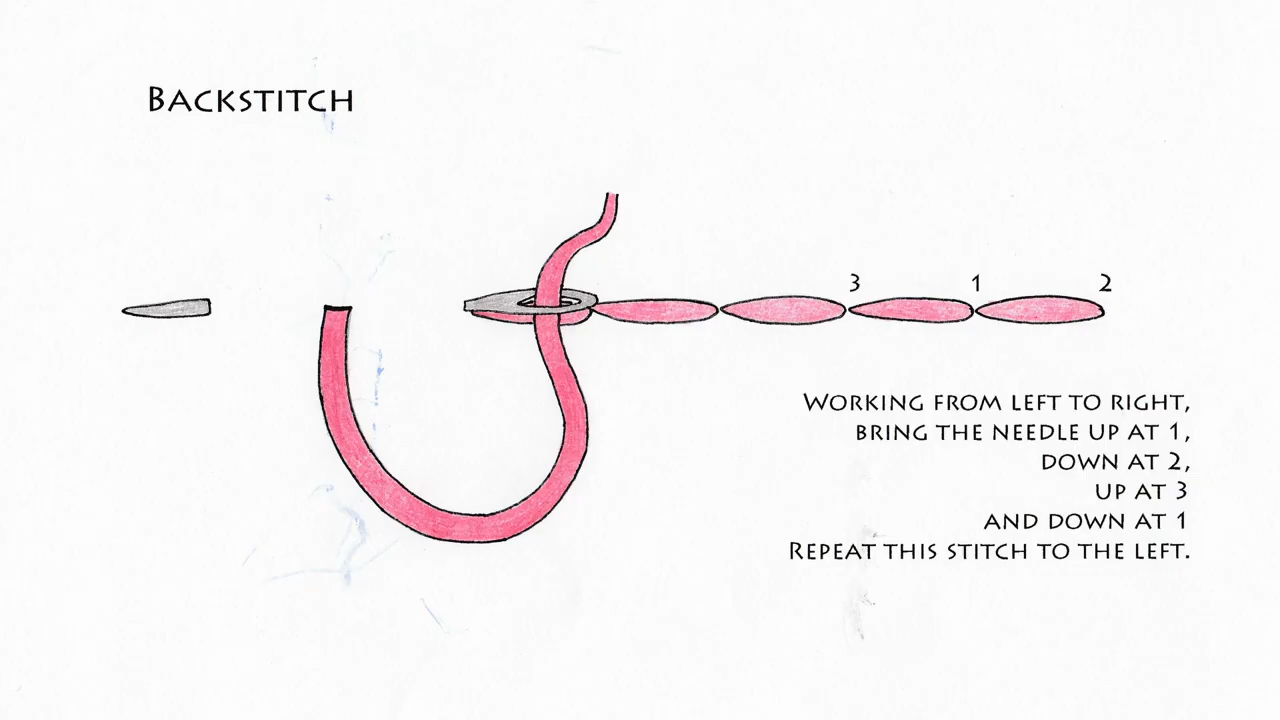 BACKSTITCH
3 1 2
WORKING FROM LEFT TO RIGHT,
BRING THE NEEDLE UP AT 1,
DOWN AT 2,
UP AT 3
AND DOWN AT 1
REPEAT THIS STITCH TO THE LEFT.